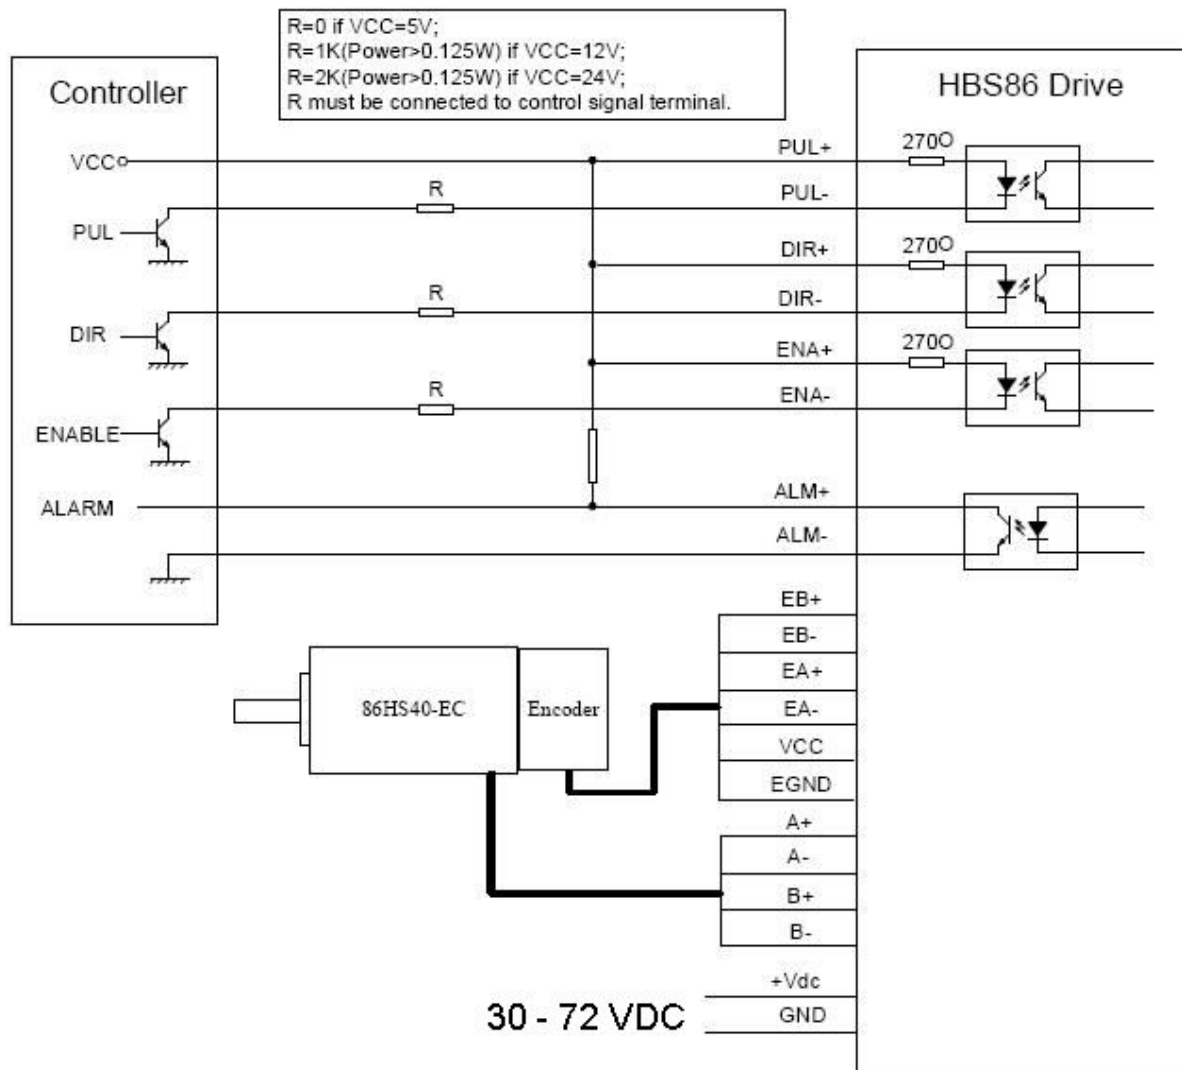 R=0 if VCC=5V;
R=1K(Power>0.125W) if VCC=12V;
R=2K(Power>0.125W) if VCC=24V;
R must be connected to control signal terminal.
Controller
HBS86 Drive
VCC
PUL+
270O
R
PUL-
PUL
DIR+
270O
R
DIR-
DIR
ENA+
270O
R
ENA-
ENABLE
ALARM
ALM+
ALM-
EB+
EB-
EA+
86HS40-EC
Encoder
EA-
VCC
EGND
A+
A-
B+
B-
+Vdc
30 - 72 VDC
GND